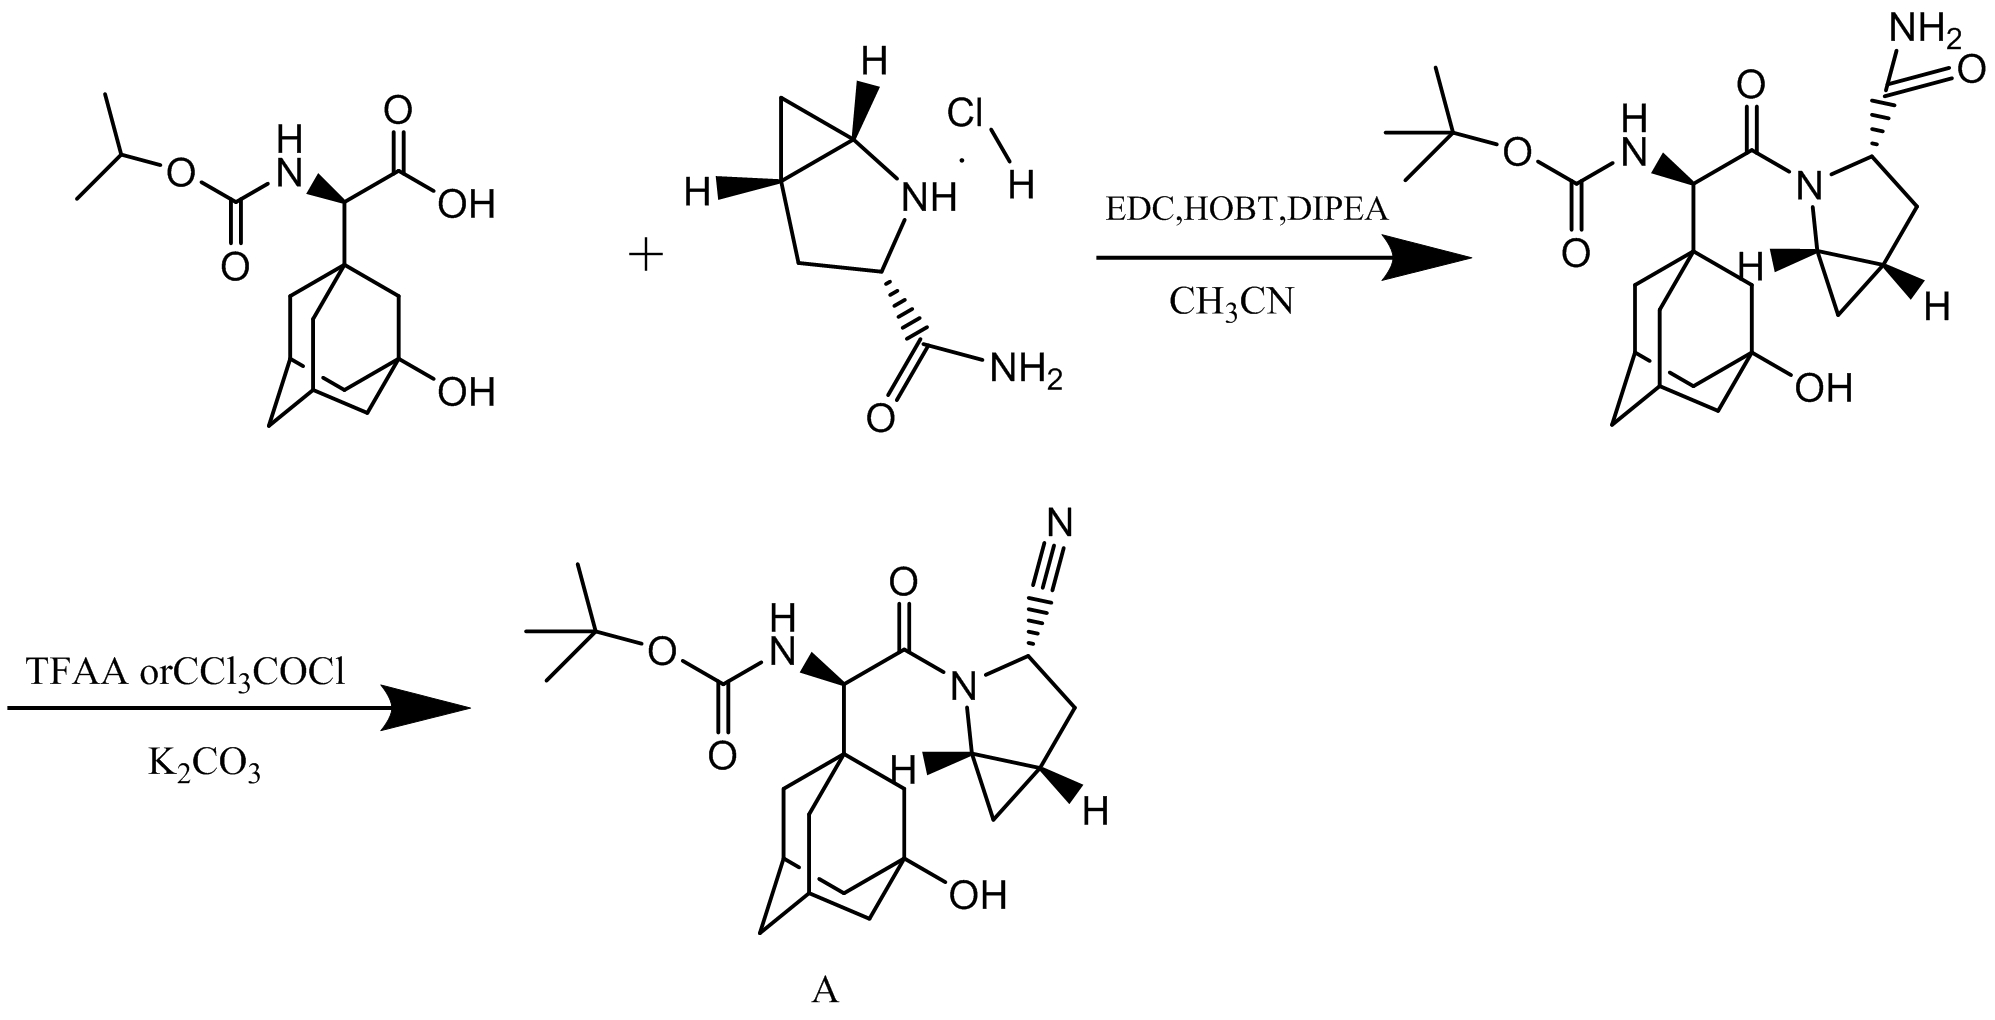 O
H
N
O
OH
O
OH
+
H
H
NH
Cl
·
H
NH2
O
EDC,HOBT,DIPEA
CH3CN
NH2
O
O
H
N
O
N
O
H
H
OH
TFAA orCCl3COCl
K2CO3
N
O
H
N
O
N
O
H
H
OH
A